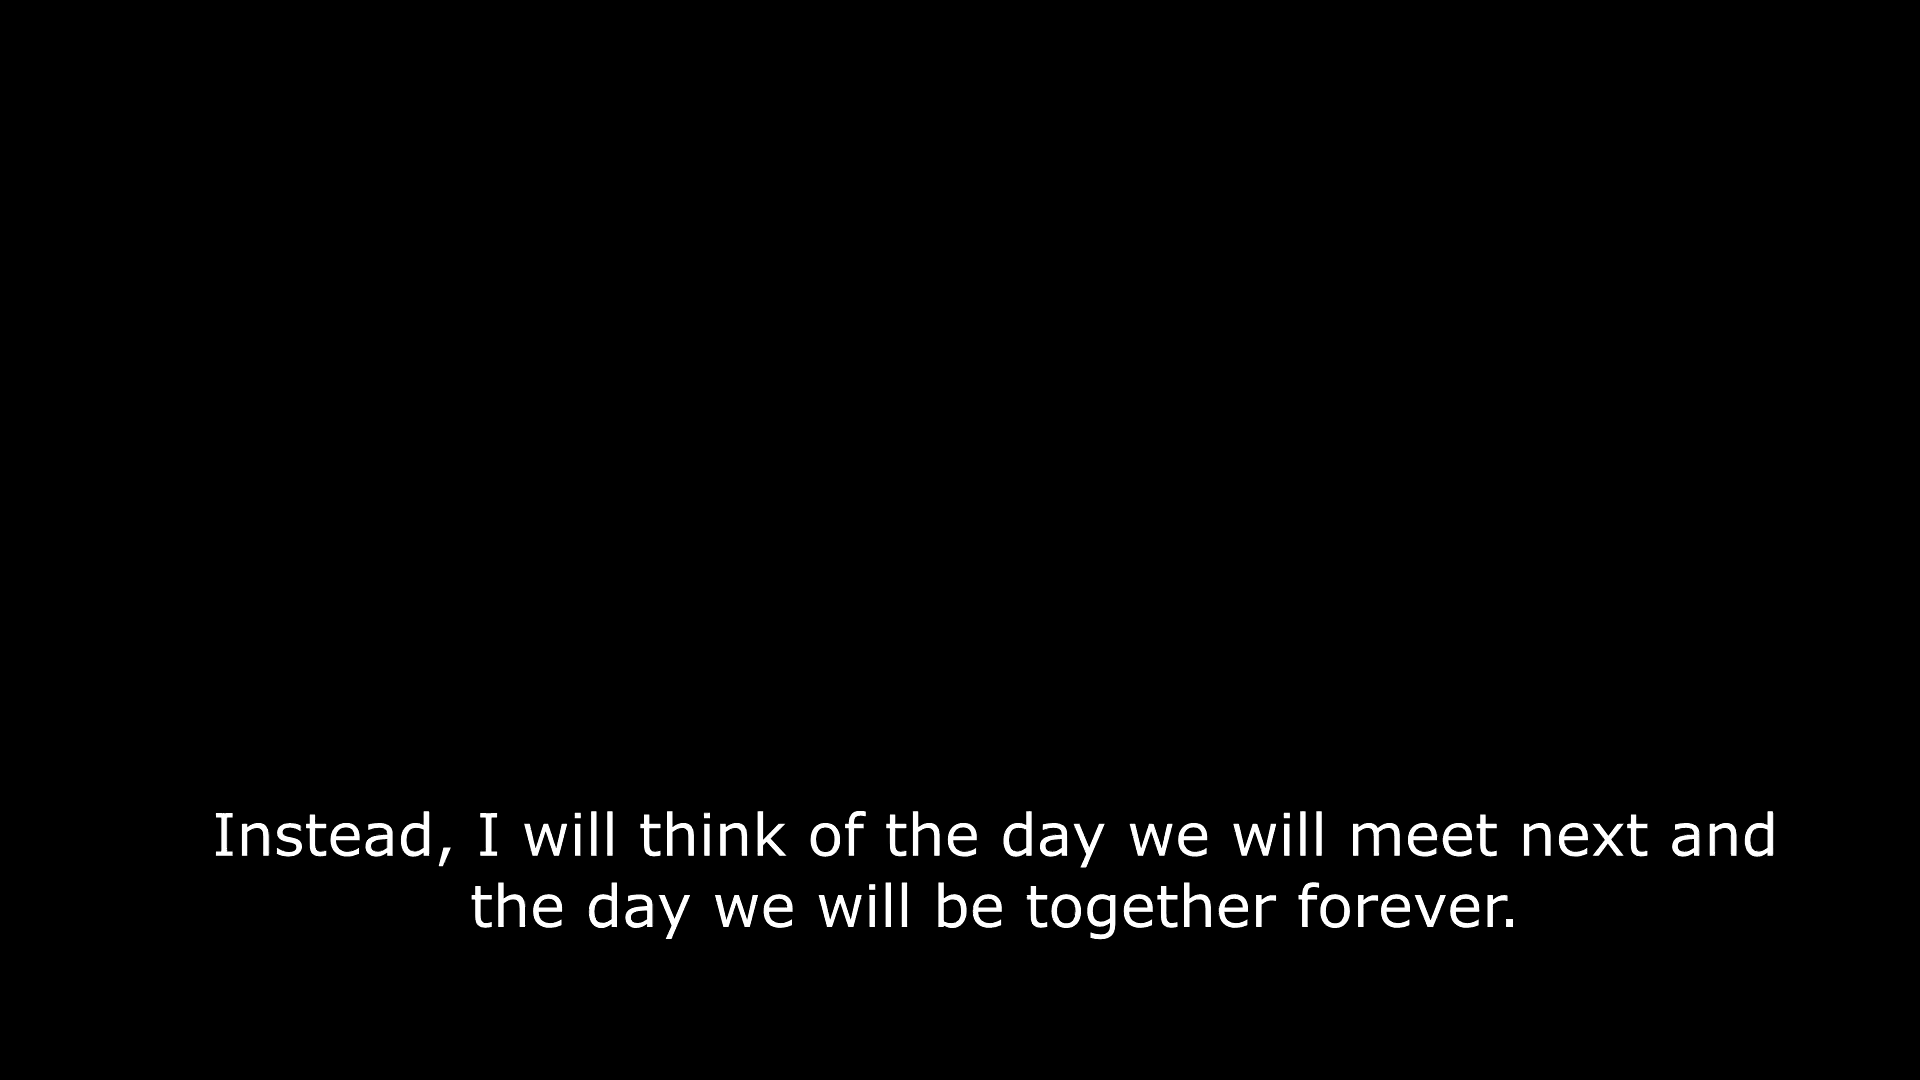 Instead, I will think of the day we will meet next and
the day we will be together forever.